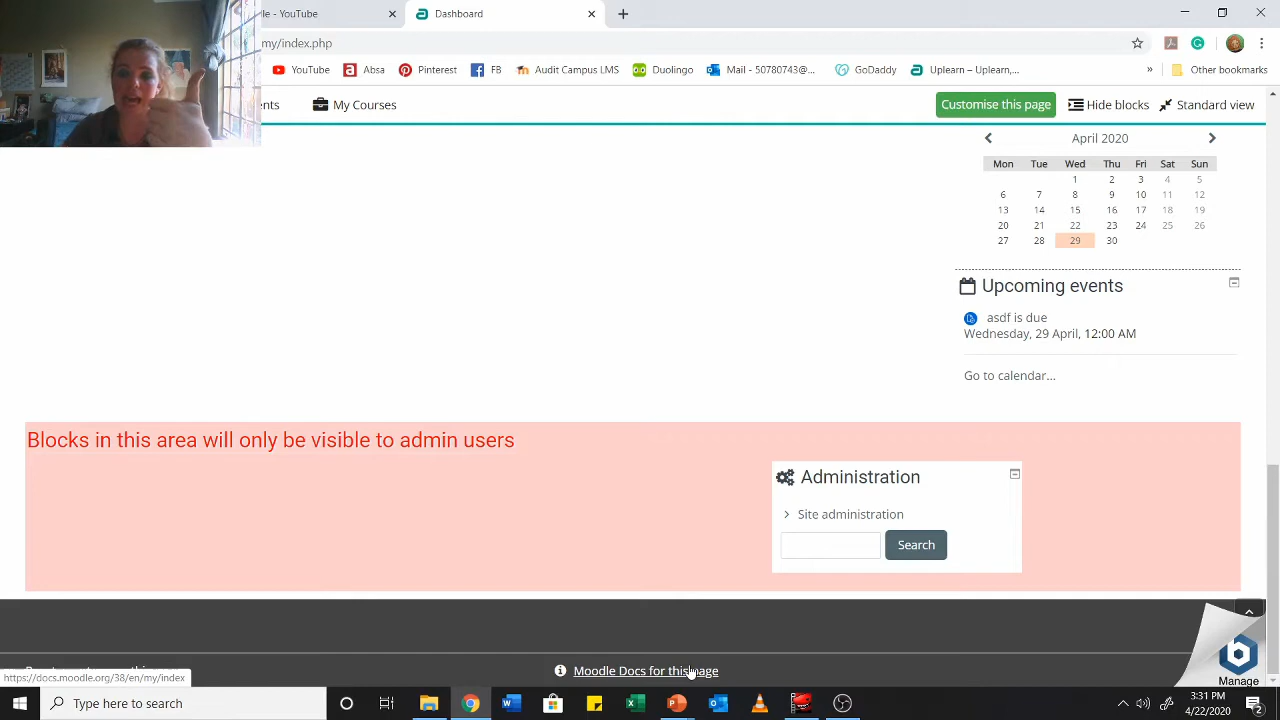 le - YouTube
Dashboard
my/index.php
YouTube
Absa
Pinterest
FB
Audit Campus LMS
Duolingo
Mail - 50780743@...
GoDaddy
Uplearn – Uplearn,...
»
Other bookmarks
ents
My Courses
Customise this page
Hide blocks
Standard view
April 2020
Mon Tue Wed Thu Fri Sat Sun
1 2 3 4 5
6 7 8 9 10 11 12
13 14 15 16 17 18 19
20 21 22 23 24 25 26
27 28 29 30
Upcoming events
asdf is due
Wednesday, 29 April, 12:00 AM
Go to calendar...
Blocks in this area will only be visible to admin users
Administration
Site administration
Search
Moodle Docs for this page
https://docs.moodle.org/38/en/my/index
Manage
Type here to search
3:31 PM
4/22/2020
2